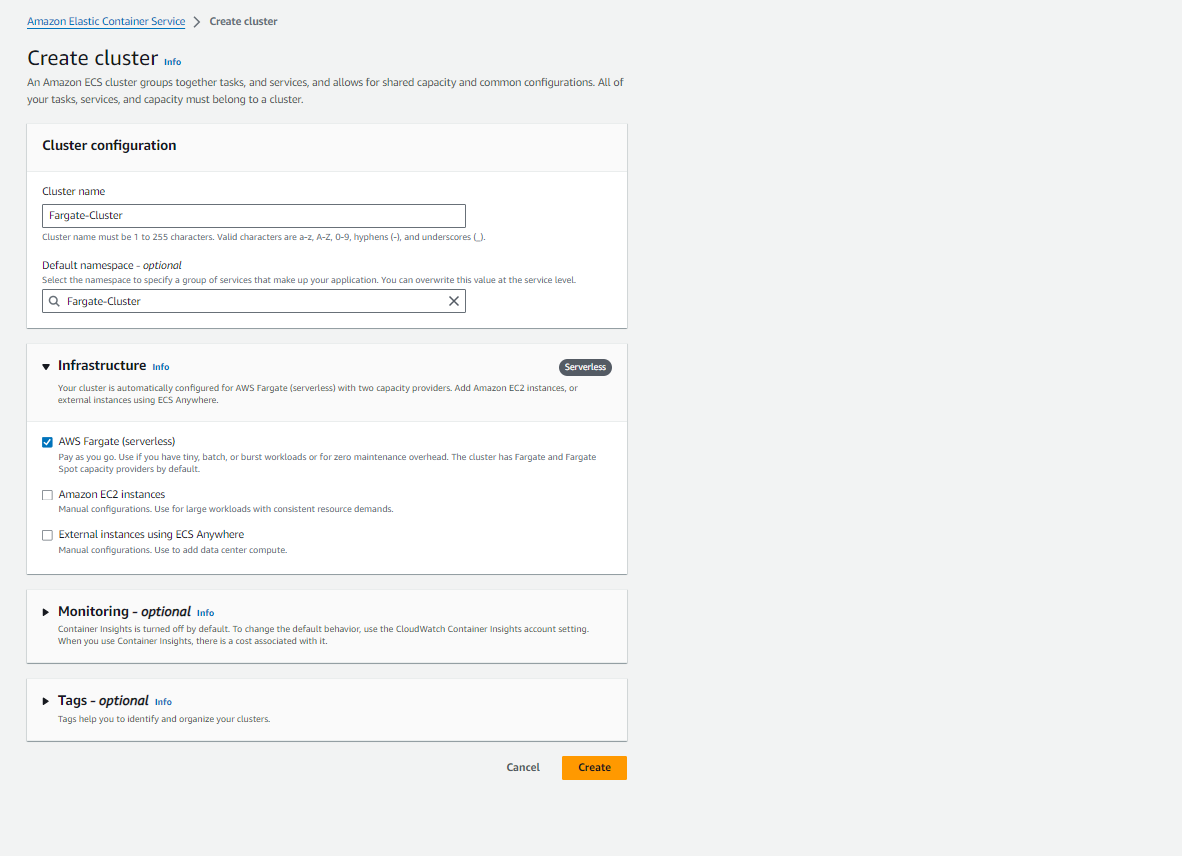 Amazon Elastic Container Service > Create cluster
Create cluster Info
An Amazon ECS cluster groups together tasks, and services, and allows for shared capacity and common configurations. All of
your tasks, services, and capacity must belong to a cluster.
Cluster configuration
Cluster name
Fargate-Cluster
Cluster name must be 1 to 255 characters. Valid characters are a-z, A-Z, 0-9, hyphens (-), and underscores (_).
Default namespace - optional
Select the namespace to specify a group of services that make up your application. You can overwrite this value at the service level.
Fargate-Cluster
Infrastructure Info Serverless
Your cluster is automatically configured for AWS Fargate (serverless) with two capacity providers. Add Amazon EC2 instances, or
external instances using ECS Anywhere.
AWS Fargate (serverless)
Pay as you go. Use if you have tiny, batch, or burst workloads or for zero maintenance overhead. The cluster has Fargate and Fargate
Spot capacity providers by default.
Amazon EC2 instances
Manual configurations. Use for large workloads with consistent resource demands.
External instances using ECS Anywhere
Manual configurations. Use to add data center compute.
Monitoring - optional Info
Container Insights is turned off by default. To change the default behavior, use the CloudWatch Container Insights account setting.
When you use Container Insights, there is a cost associated with it.
Tags - optional Info
Tags help you to identify and organize your clusters.
Cancel Create